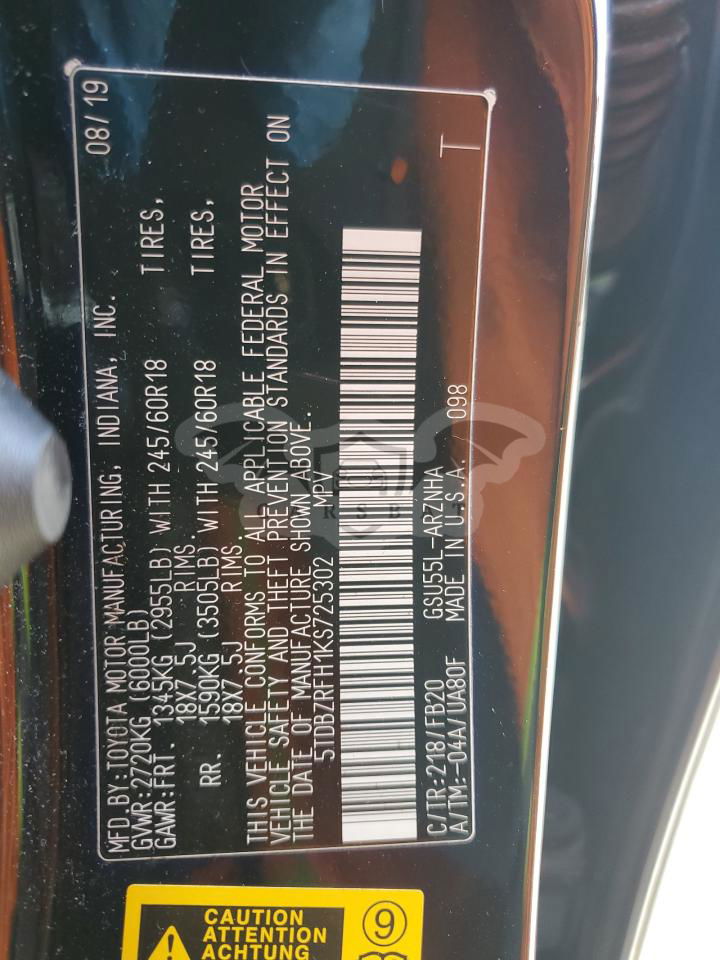 MFD.BY:TOYOTA MOTOR MANUFACTURING, INDIANA, INC. 08/19
GVWR:2720KG (6000LB)
GAWR:FRT. 1345KG (2955LB) WITH 245/60R18 TIRES,
18X7.5J RIMS.
RR. 1590KG (3505LB) WITH 245/60R18 TIRES,
18X7.5J RIMS.
THIS VEHICLE CONFORMS TO ALL APPLICABLE FEDERAL MOTOR
VEHICLE SAFETY AND THEFT PREVENTION STANDARDS IN EFFECT ON
THE DATE OF MANUFACTURE SHOWN ABOVE.
5TDBZRFH1KS725302 MPV
C/TR:218/FB20 GSU55L-ARZNHA T
A/TM:-04A/UA80F MADE IN U.S.A. 098
CAUTION
ATTENTION
ACHTUNG
9